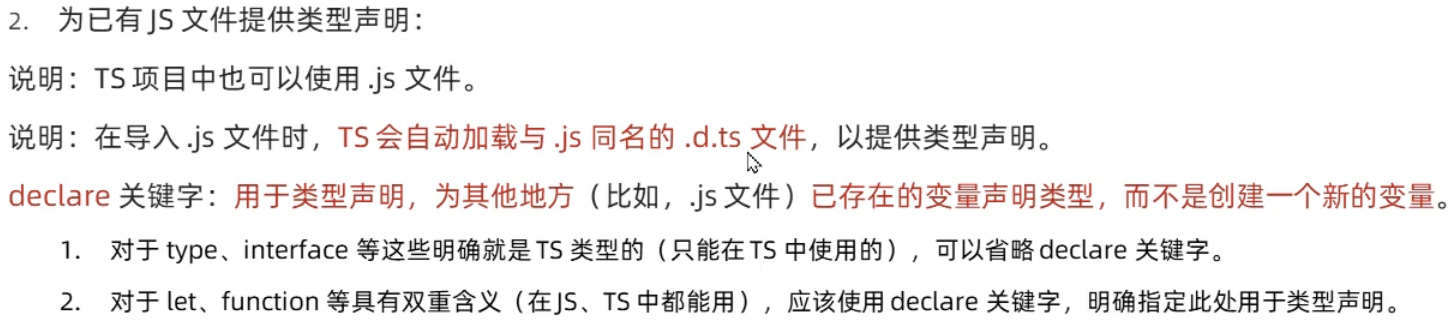 2. 为已有 JS 文件提供类型声明：
说明：TS 项目中也可以使用 .js 文件。
说明：在导入 .js 文件时，TS 会自动加载与 .js 同名的 .d.ts 文件，以提供类型声明。
declare 关键字：用于类型声明，为其他地方（比如，.js 文件）已存在的变量声明类型，而不是创建一个新的变量。
1. 对于 type、interface 等这些明确就是 TS 类型的（只能在 TS 中使用的），可以省略 declare 关键字。
2. 对于 let、function 等具有双重含义（在 JS、TS 中都能用），应该使用 declare 关键字，明确指定此处用于类型声明。